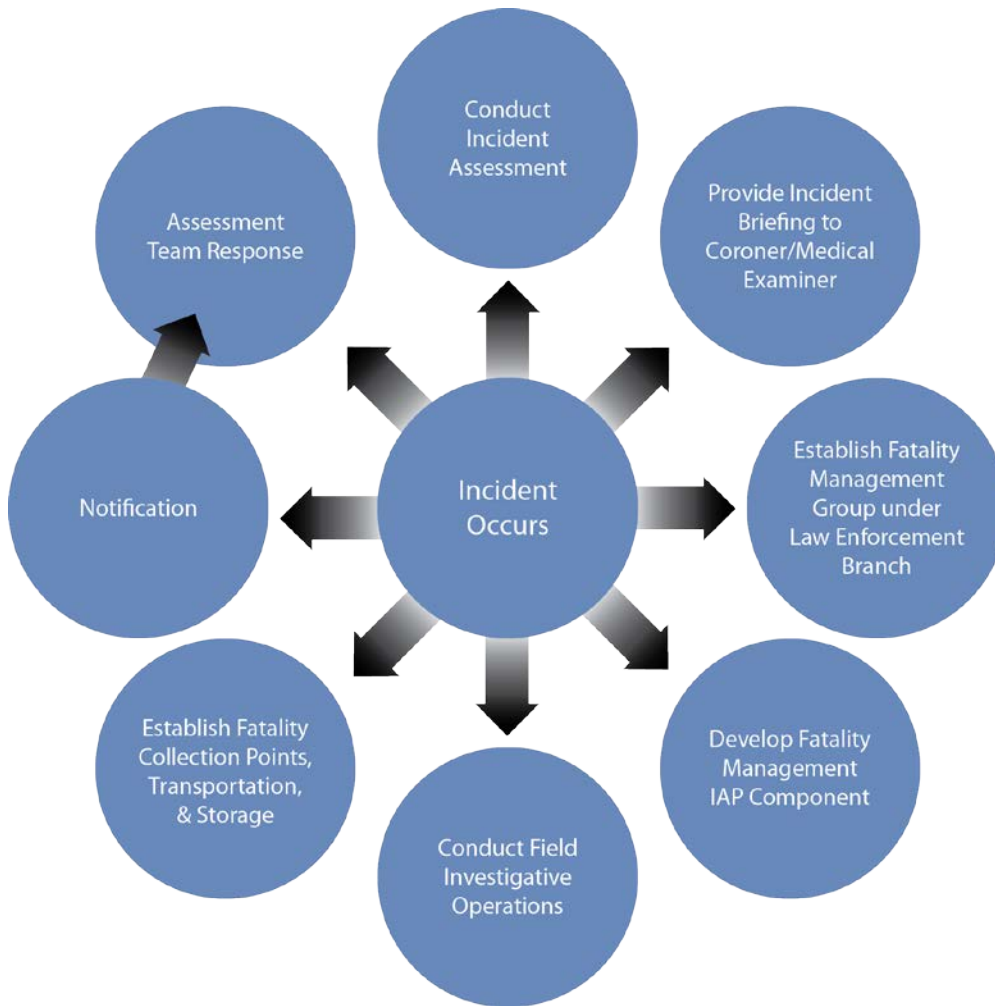 Conduct
Incident
Assessment
Provide Incident
Briefing to
Coroner/Medical
Examiner
Establish Fatality
Management
Group under
Law Enforcement
Branch
Develop Fatality
Management
IAP Component
Conduct Field
Investigative
Operations
Establish Fatality
Collection Points,
Transportation,
& Storage
Notification
Assessment
Team Response
Incident
Occurs